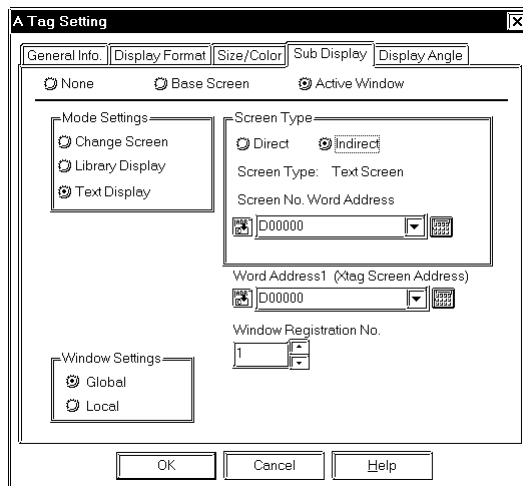 A Tag Setting
General Info. Display Format Size/Color Sub Display Display Angle
None Base Screen Active Window
Mode Settings
Change Screen
Library Display
Text Display
Screen Type
Direct Indirect
Screen Type: Text Screen
Screen No. Word Address
D00000
Word Address1 (Xtag Screen Address)
D00000
Window Registration No.
1
Window Settings
Global
Local
OK Cancel Help